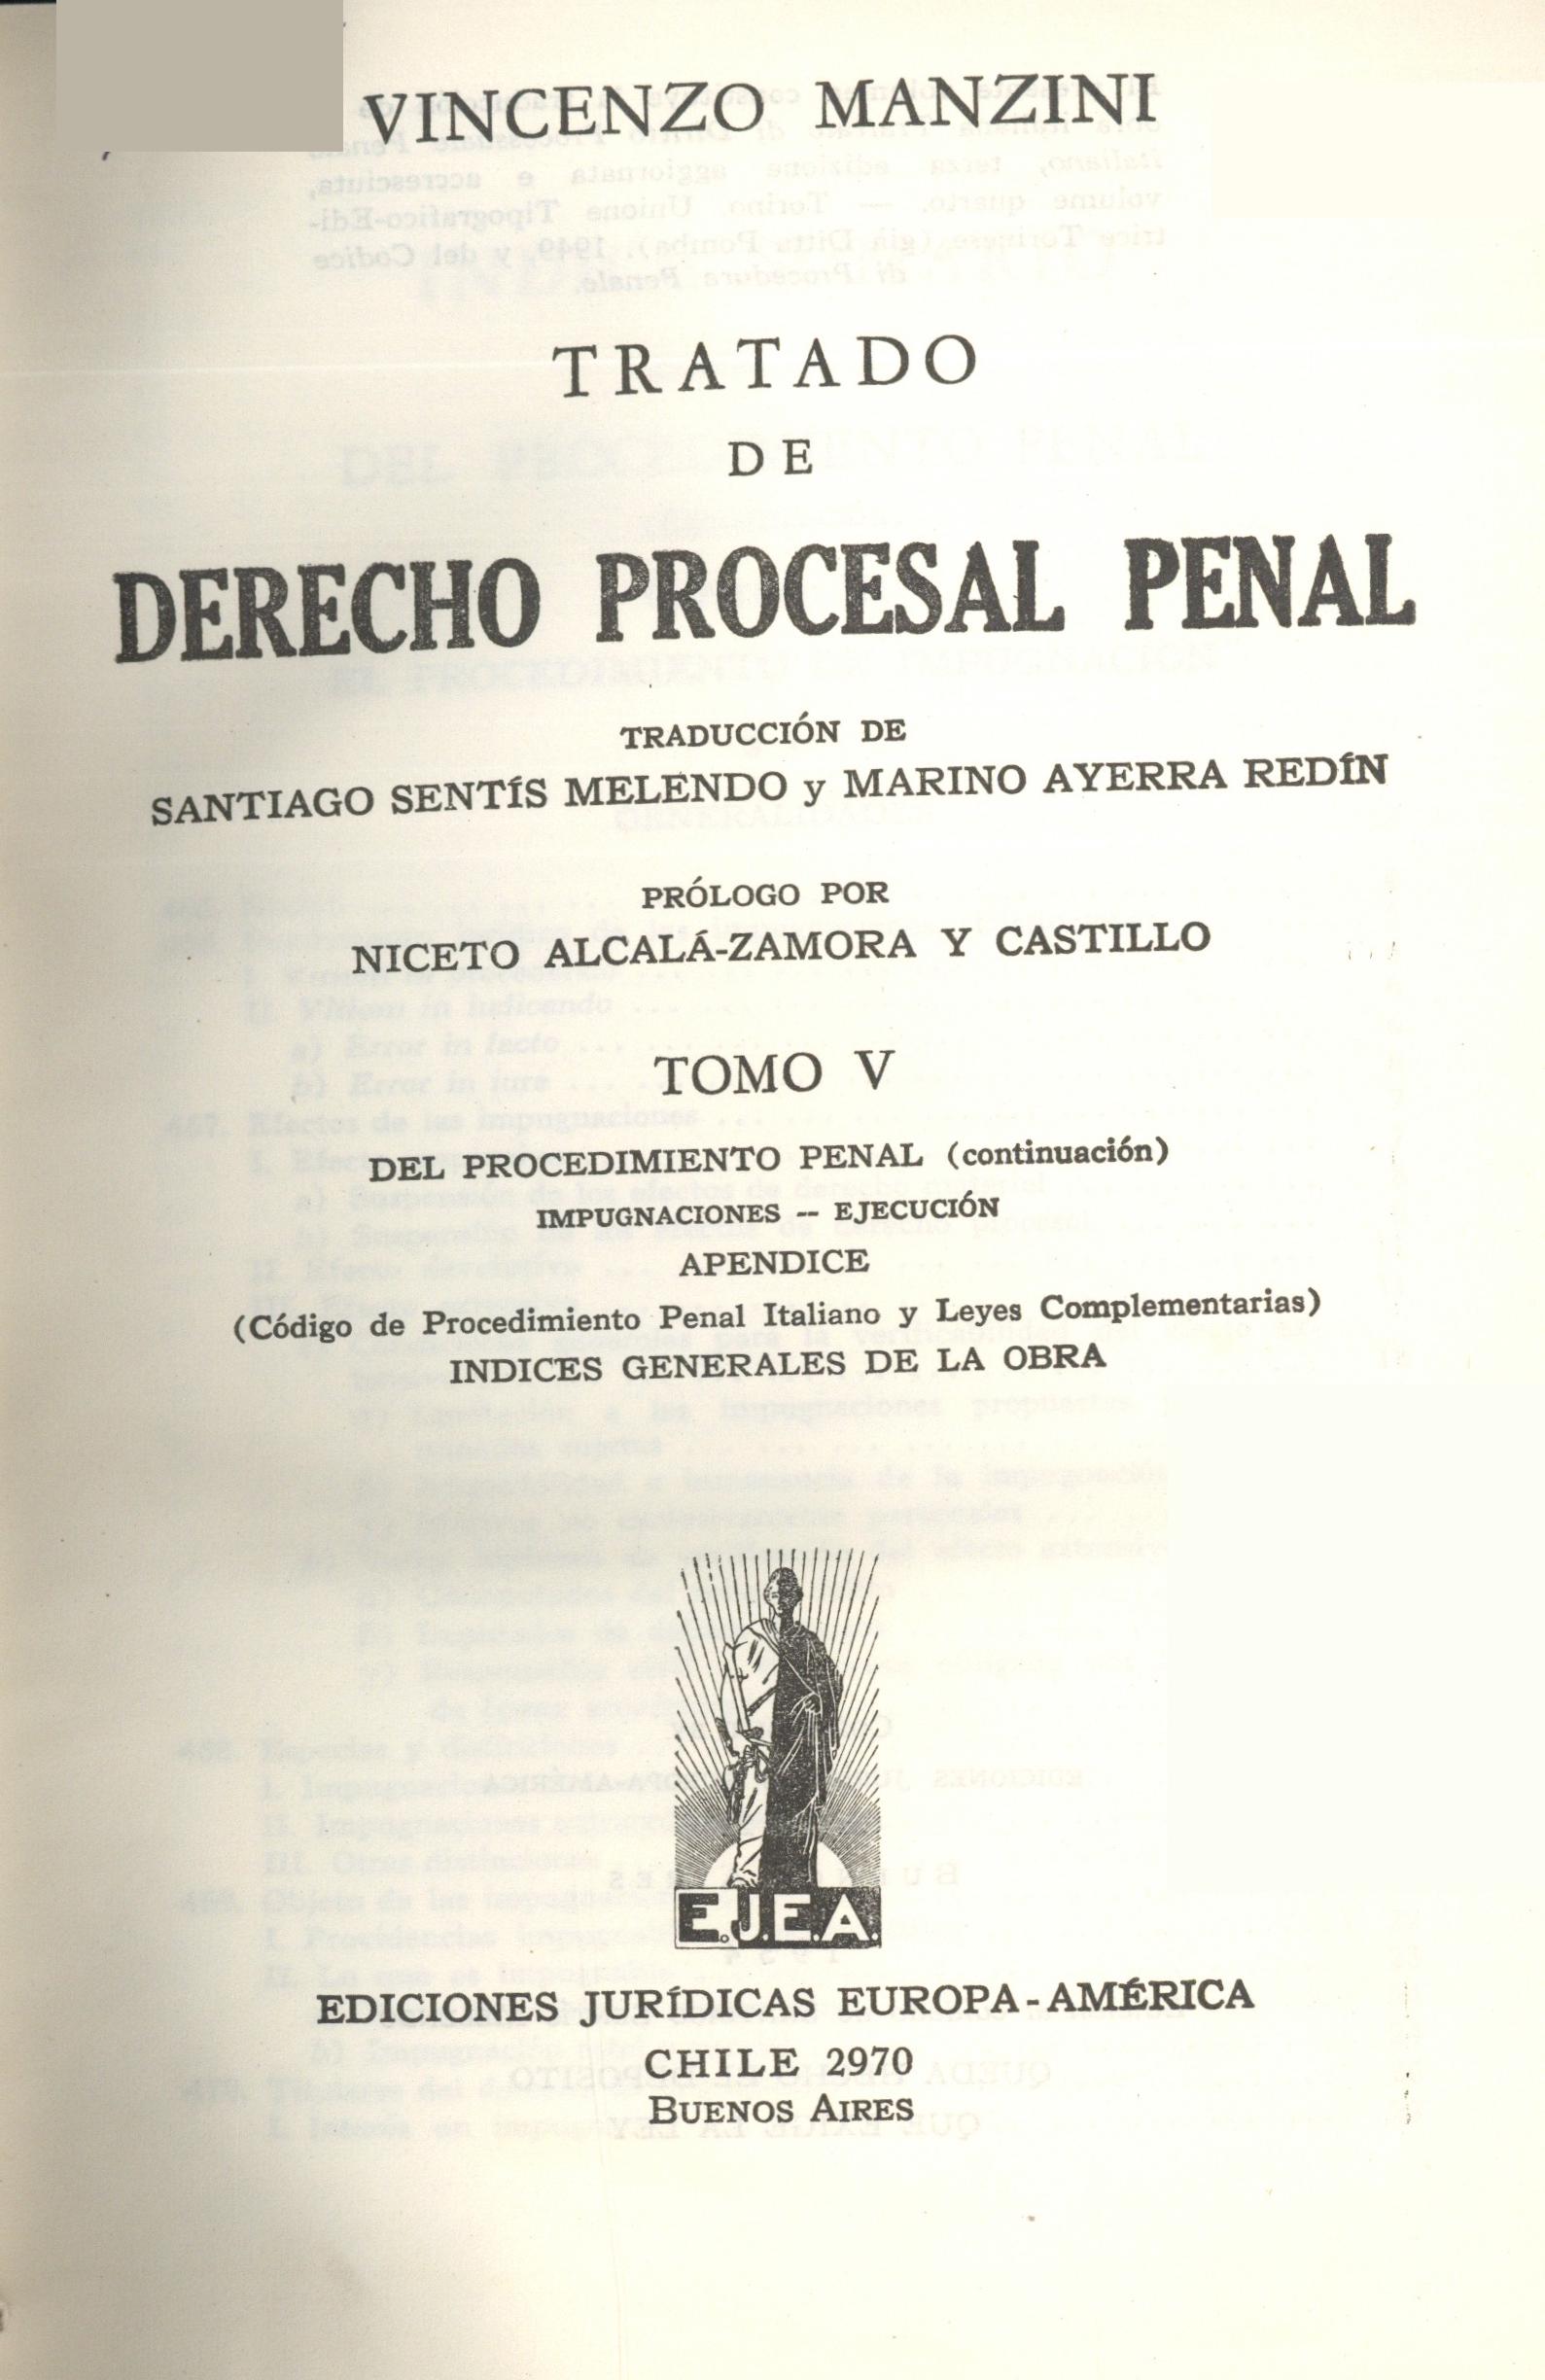 VINCENZO MANZINI
TRATADO
DE
DERECHO PROCESAL PENAL
TRADUCCIÓN DE
SANTIAGO SENTÍS MELENDO y MARINO AYERRA REDÍN
PRÓLOGO POR
NICETO ALCALÁ-ZAMORA Y CASTILLO
TOMO V
DEL PROCEDIMIENTO PENAL (continuación)
IMPUGNACIONES -- EJECUCIÓN
APENDICE
(Código de Procedimiento Penal Italiano y Leyes Complementarias)
INDICES GENERALES DE LA OBRA
E.J.E.A.
EDICIONES JURÍDICAS EUROPA-AMÉRICA
CHILE 2970
BUENOS AIRES